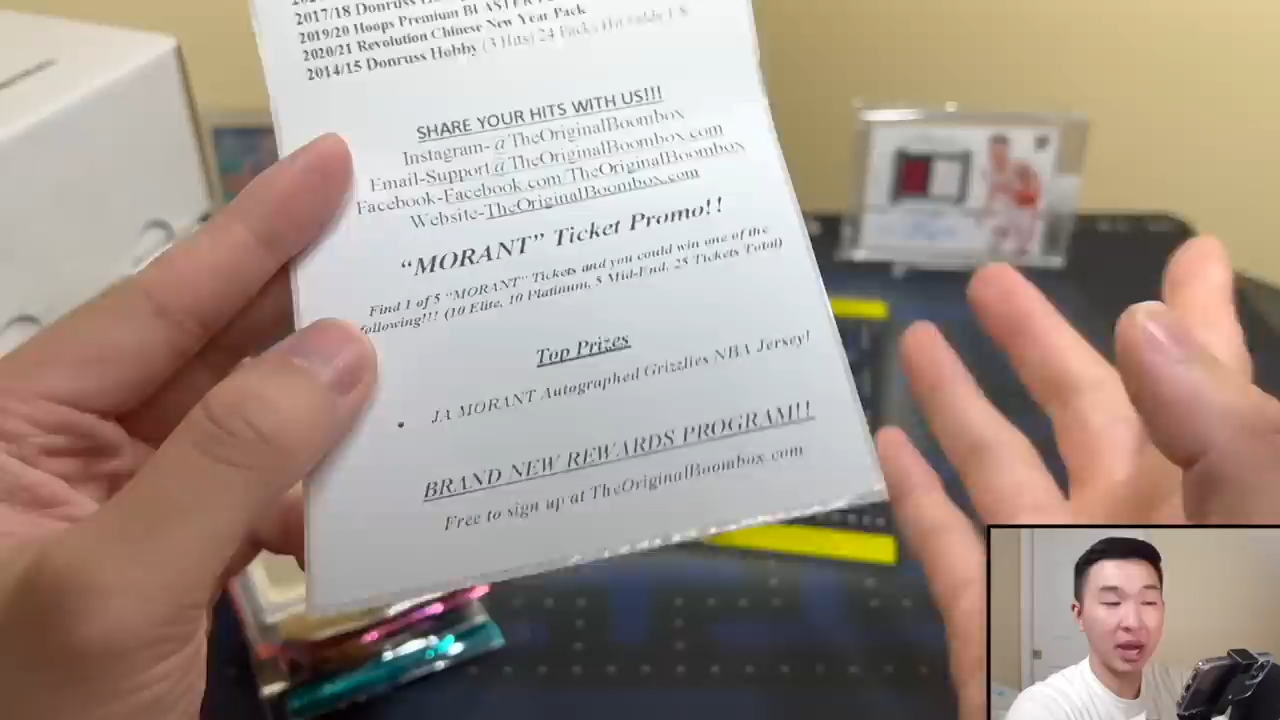 2017/18 Donruss
2019/20 Hoops Premium BLASTER
2020/21 Revolution Chinese New Year Pack
2014/15 Donruss Hobby (3 Hits) 24 Packs
SHARE YOUR HITS WITH US!!!
Instagram-@TheOriginalBoombox
Email-Support@TheOriginalBoombox.com
Facebook-Facebook.com/TheOriginalBoombox
Website-TheOriginalBoombox.com
“MORANT” Ticket Promo!!
Find 1 of 5 “MORANT” Tickets and you could win one of the
following!!! (10 Elite, 10 Platinum, 5 Mid-End, 25 Tickets Total)
Top Prizes
• JA MORANT Autographed Grizzlies NBA Jersey!
BRAND NEW REWARDS PROGRAM!!
Free to sign up at TheOriginalBoombox.com